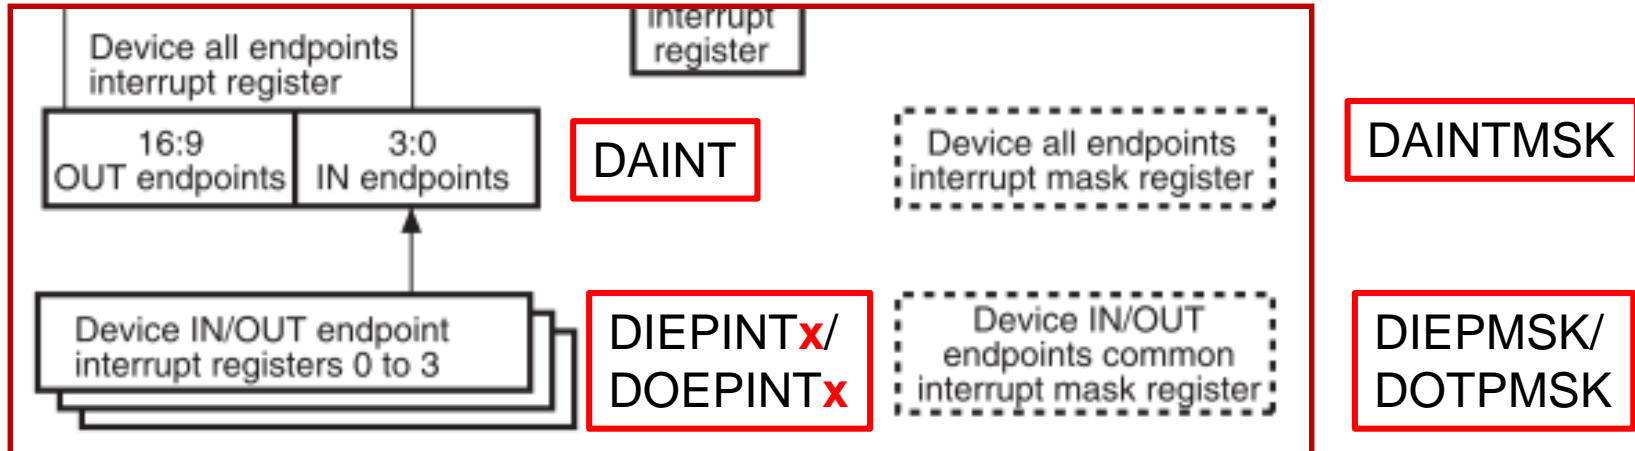 interrupt
register
Device all endpoints
interrupt register
16:9
OUT endpoints
3:0
IN endpoints
DAINT
Device all endpoints
interrupt mask register
DAINTMSK
Device IN/OUT endpoint
interrupt registers 0 to 3
DIEPINTx/
DOEPINTx
Device IN/OUT
endpoints common
interrupt mask register
DIEPMSK/
DOTPMSK